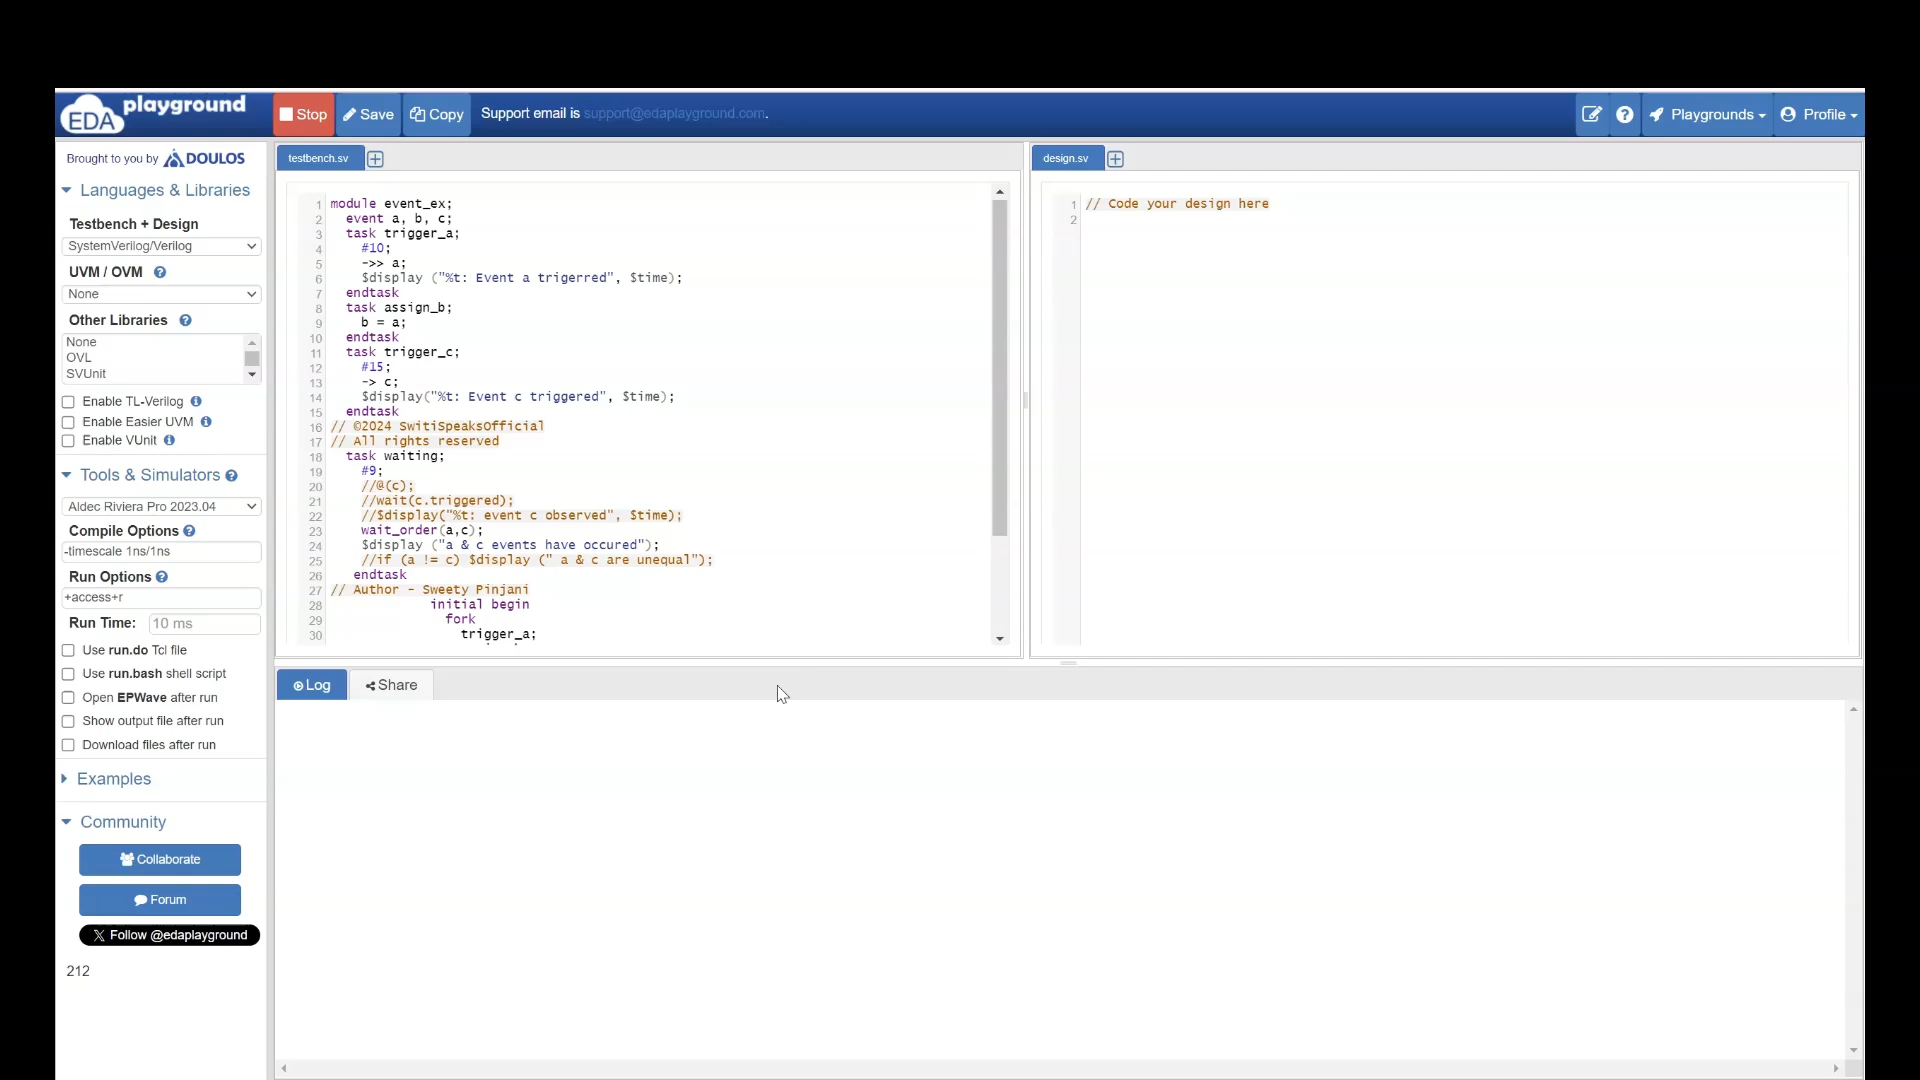 EDA playground
Stop
Save
Copy
Support email is support@edaplayground.com.
?
Playgrounds
Profile
Brought to you by DOULOS
Languages & Libraries
Testbench + Design
SystemVerilog/Verilog
UVM / OVM ?
None
Other Libraries ?
None
OVL
SVUnit
Enable TL-Verilog
Enable Easier UVM
Enable VUnit
Tools & Simulators ?
Aldec Riviera Pro 2023.04
Compile Options ?
-timescale 1ns/1ns
Run Options ?
+access+r
Run Time: 10 ms
Use run.do Tcl file
Use run.bash shell script
Open EPWave after run
Show output file after run
Download files after run
Examples
Community
Collaborate
Forum
Follow @edaplayground
212
testbench.sv
1 module event_ex;
2 event a, b, c;
3 task trigger_a;
4 #10;
5 ->> a;
6 $display ("%t: Event a trigerred", $time);
7 endtask
8 task assign_b;
9 b = a;
10 endtask
11 task trigger_c;
12 #15;
13 -> c;
14 $display("%t: Event c triggered", $time);
15 endtask
16 // ©2024 SwitiSpeaksOfficial
17 // All rights reserved
18 task waiting;
19 #9;
20 //@(c);
21 //wait(c.triggered);
22 //$display("%t: event c observed", $time);
23 wait_order(a,c);
24 $display ("a & c events have occured");
25 //if (a != c) $display (" a & c are unequal");
26 endtask
27 // Author - Sweety Pinjani
28 initial begin
29 fork
30 trigger_a;
design.sv
1 // Code your design here
2
Log
Share